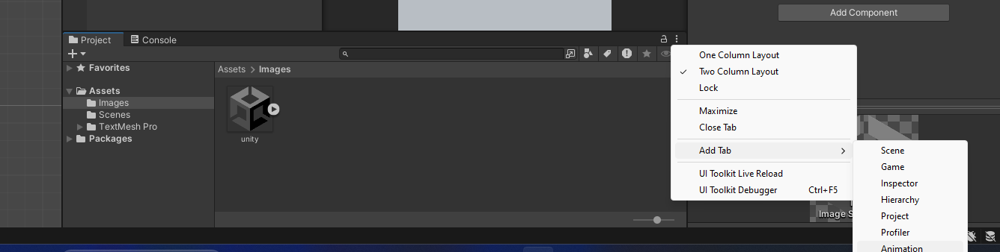 Add Component
Project
Console
Favorites
Assets
Images
Scenes
TextMesh Pro
Packages
Assets > Images
unity
One Column Layout
Two Column Layout
Lock
Maximize
Close Tab
Add Tab
UI Toolkit Live Reload
UI Toolkit Debugger Ctrl+F5
Scene
Game
Inspector
Hierarchy
Project
Profiler
Animation
Image S